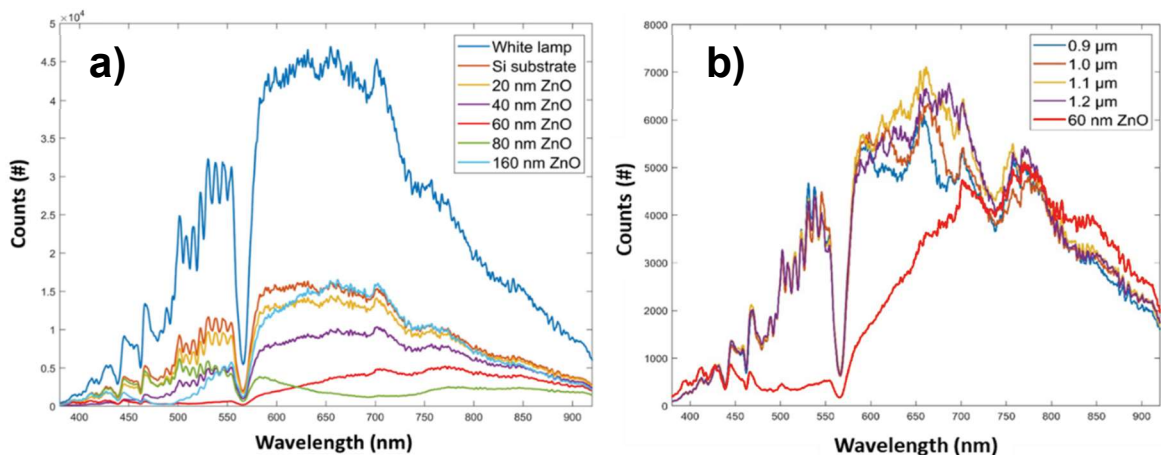 a)
×10⁴
5
4.5
4
3.5
3
2.5
2
1.5
1
0.5
0
Counts (#)
400 450 500 550 600 650 700 750 800 850 900
Wavelength (nm)
White lamp
Si substrate
20 nm ZnO
40 nm ZnO
60 nm ZnO
80 nm ZnO
160 nm ZnO
b)
8000
7000
6000
5000
4000
3000
2000
1000
0
Counts (#)
400 450 500 550 600 650 700 750 800 850 900
Wavelength (nm)
0.9 μm
1.0 μm
1.1 μm
1.2 μm
60 nm ZnO